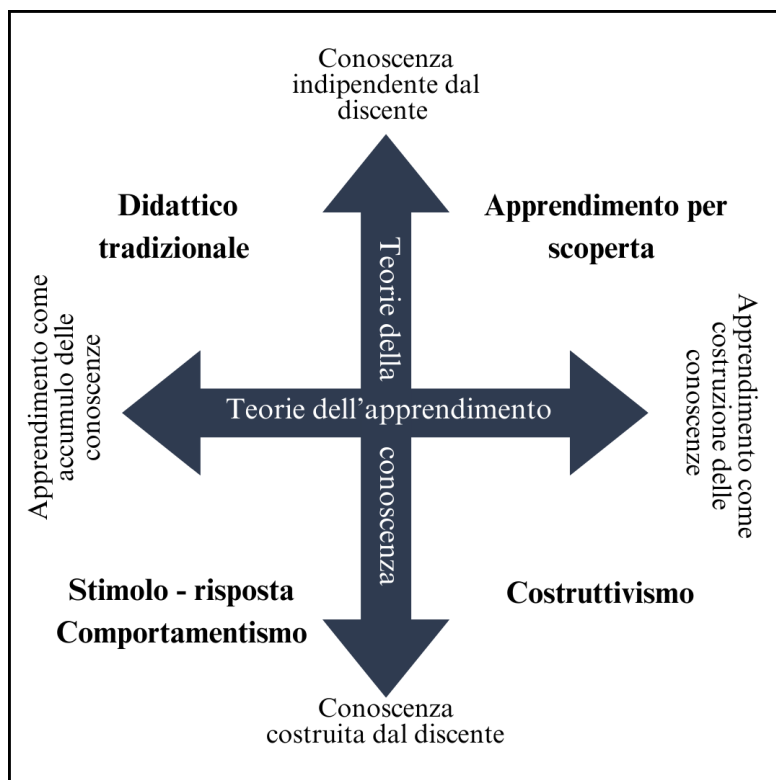 Conoscenza
indipendente dal
discente
Didattico
tradizionale
Apprendimento per
scoperta
Teorie della
conoscenza
Apprendimento come
accumulo delle
conoscenze
Teorie dell'apprendimento
Apprendimento come
costruzione delle
conoscenze
Stimolo - risposta
Comportamentismo
Costruttivismo
Conoscenza
costruita dal discente